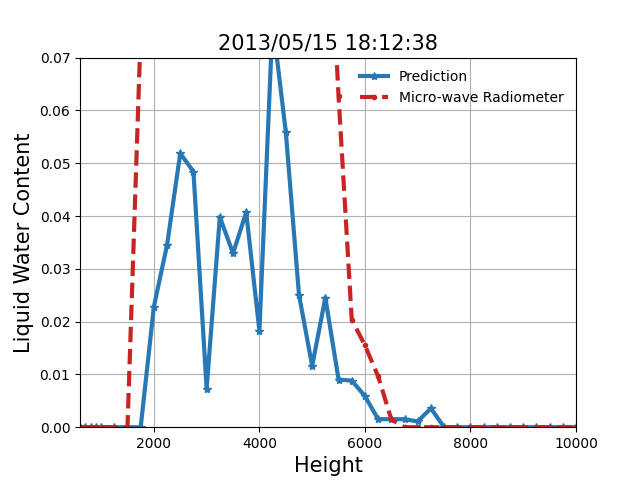 2013/05/15 18:12:38
0.07
0.06
0.05
0.04
0.03
0.02
0.01
0.00
Liquid Water Content
Prediction
Micro-wave Radiometer
2000 4000 6000 8000 10000
Height